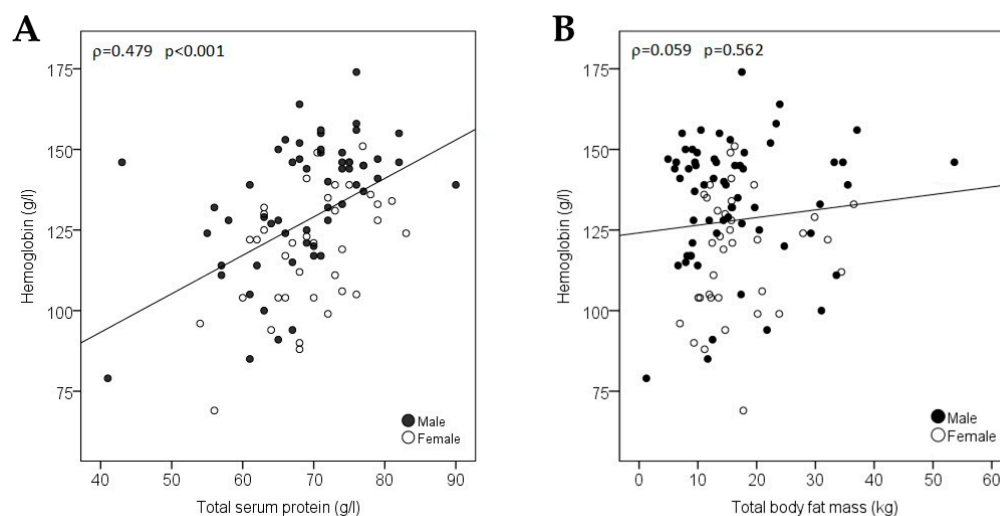 A
ρ=0.479 p<0.001
Hemoglobin (g/l)
175
150
125
100
75
40 50 60 70 80 90
Total serum protein (g/l)
Male
Female
B
ρ=0.059 p=0.562
Hemoglobin (g/l)
175
150
125
100
75
0 10 20 30 40 50 60
Total body fat mass (kg)
Male
Female